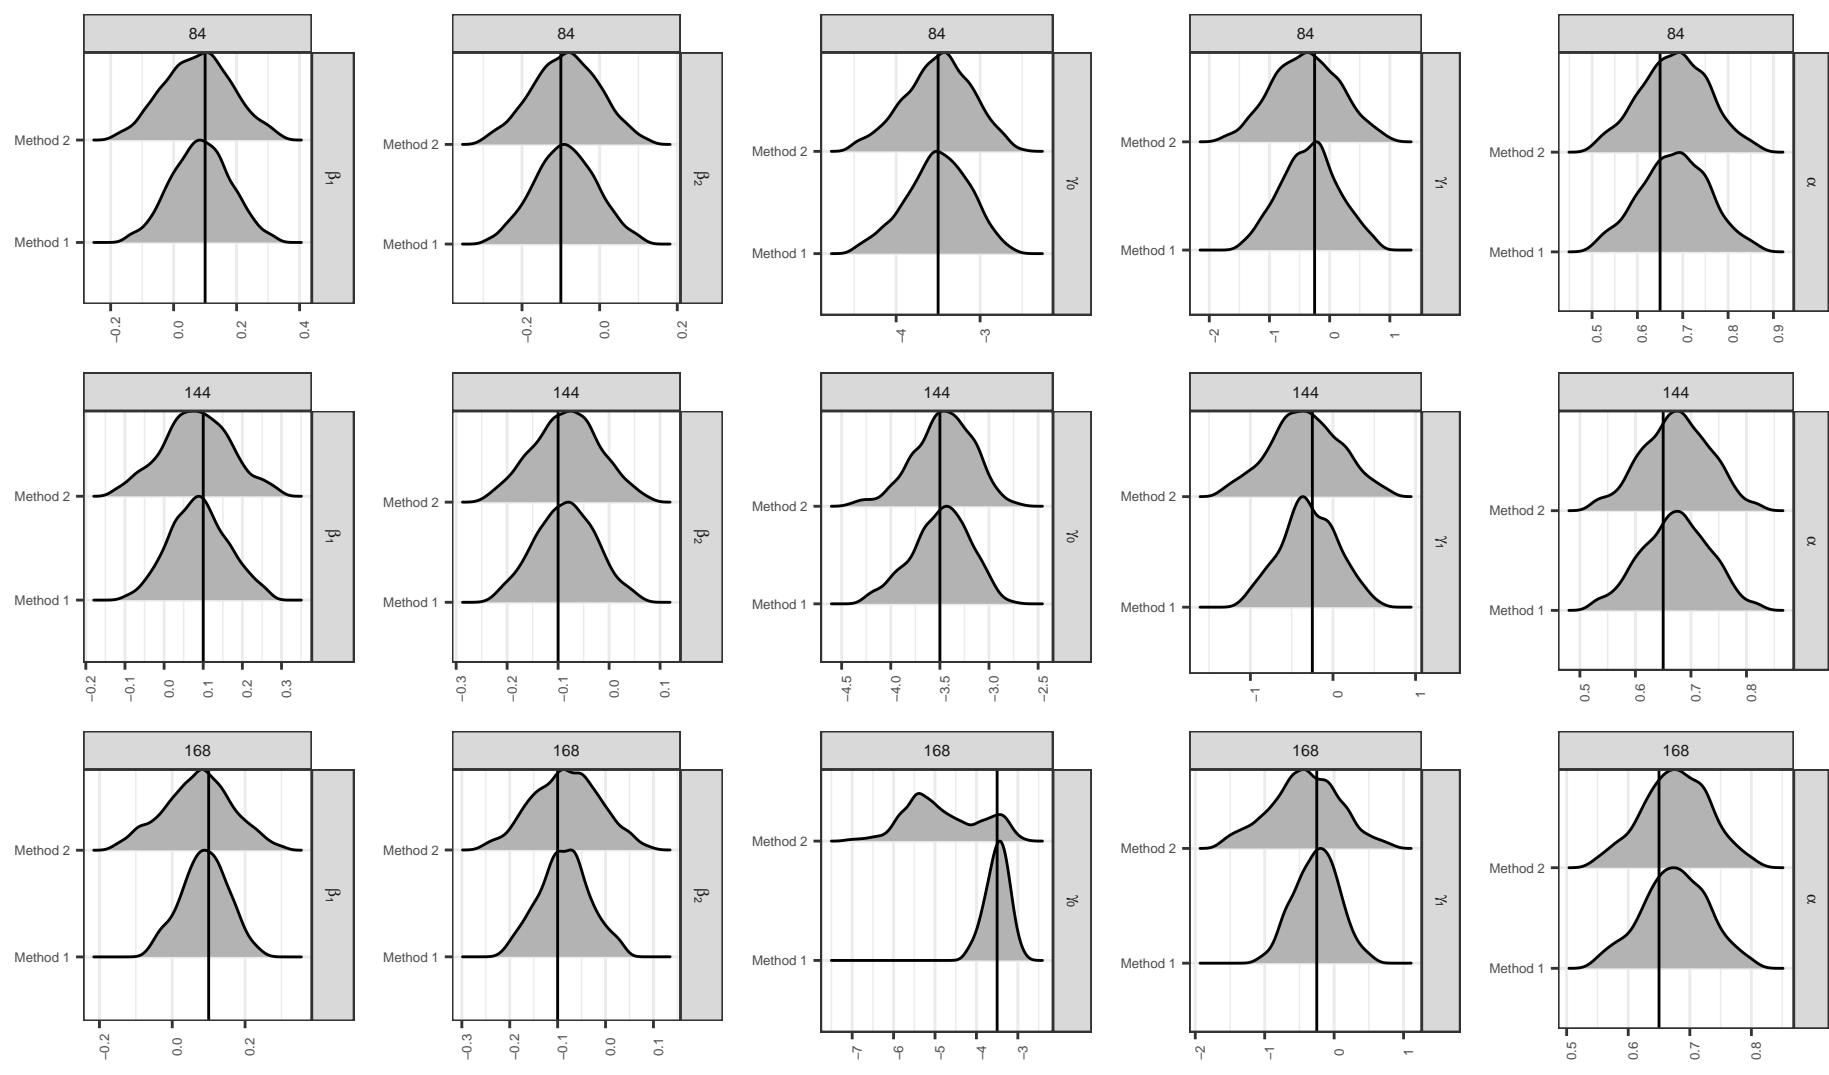 84 84 84 84 84
Method 2 Method 2 Method 2 Method 2 Method 2
β1 β2 γ0 γ1 α
Method 1 Method 1 Method 1 Method 1 Method 1
−0.2 0.0 0.2 0.4 −0.2 0.0 0.2 −4 −3 −2 −1 0 1 0.5 0.6 0.7 0.8 0.9
144 144 144 144 144
Method 2 Method 2 Method 2 Method 2 Method 2
β1 β2 γ0 γ1 α
Method 1 Method 1 Method 1 Method 1 Method 1
−0.2 −0.1 0.0 0.1 0.2 0.3 −0.3 −0.2 −0.1 0.0 0.1 −4.5 −4.0 −3.5 −3.0 −2.5 −1 0 1 0.5 0.6 0.7 0.8
168 168 168 168 168
Method 2 Method 2 Method 2 Method 2 Method 2
β1 β2 γ0 γ1 α
Method 1 Method 1 Method 1 Method 1 Method 1
−0.2 0.0 0.2 −0.3 −0.2 −0.1 0.0 0.1 −7 −6 −5 −4 −3 −2 −1 0 1 0.5 0.6 0.7 0.8